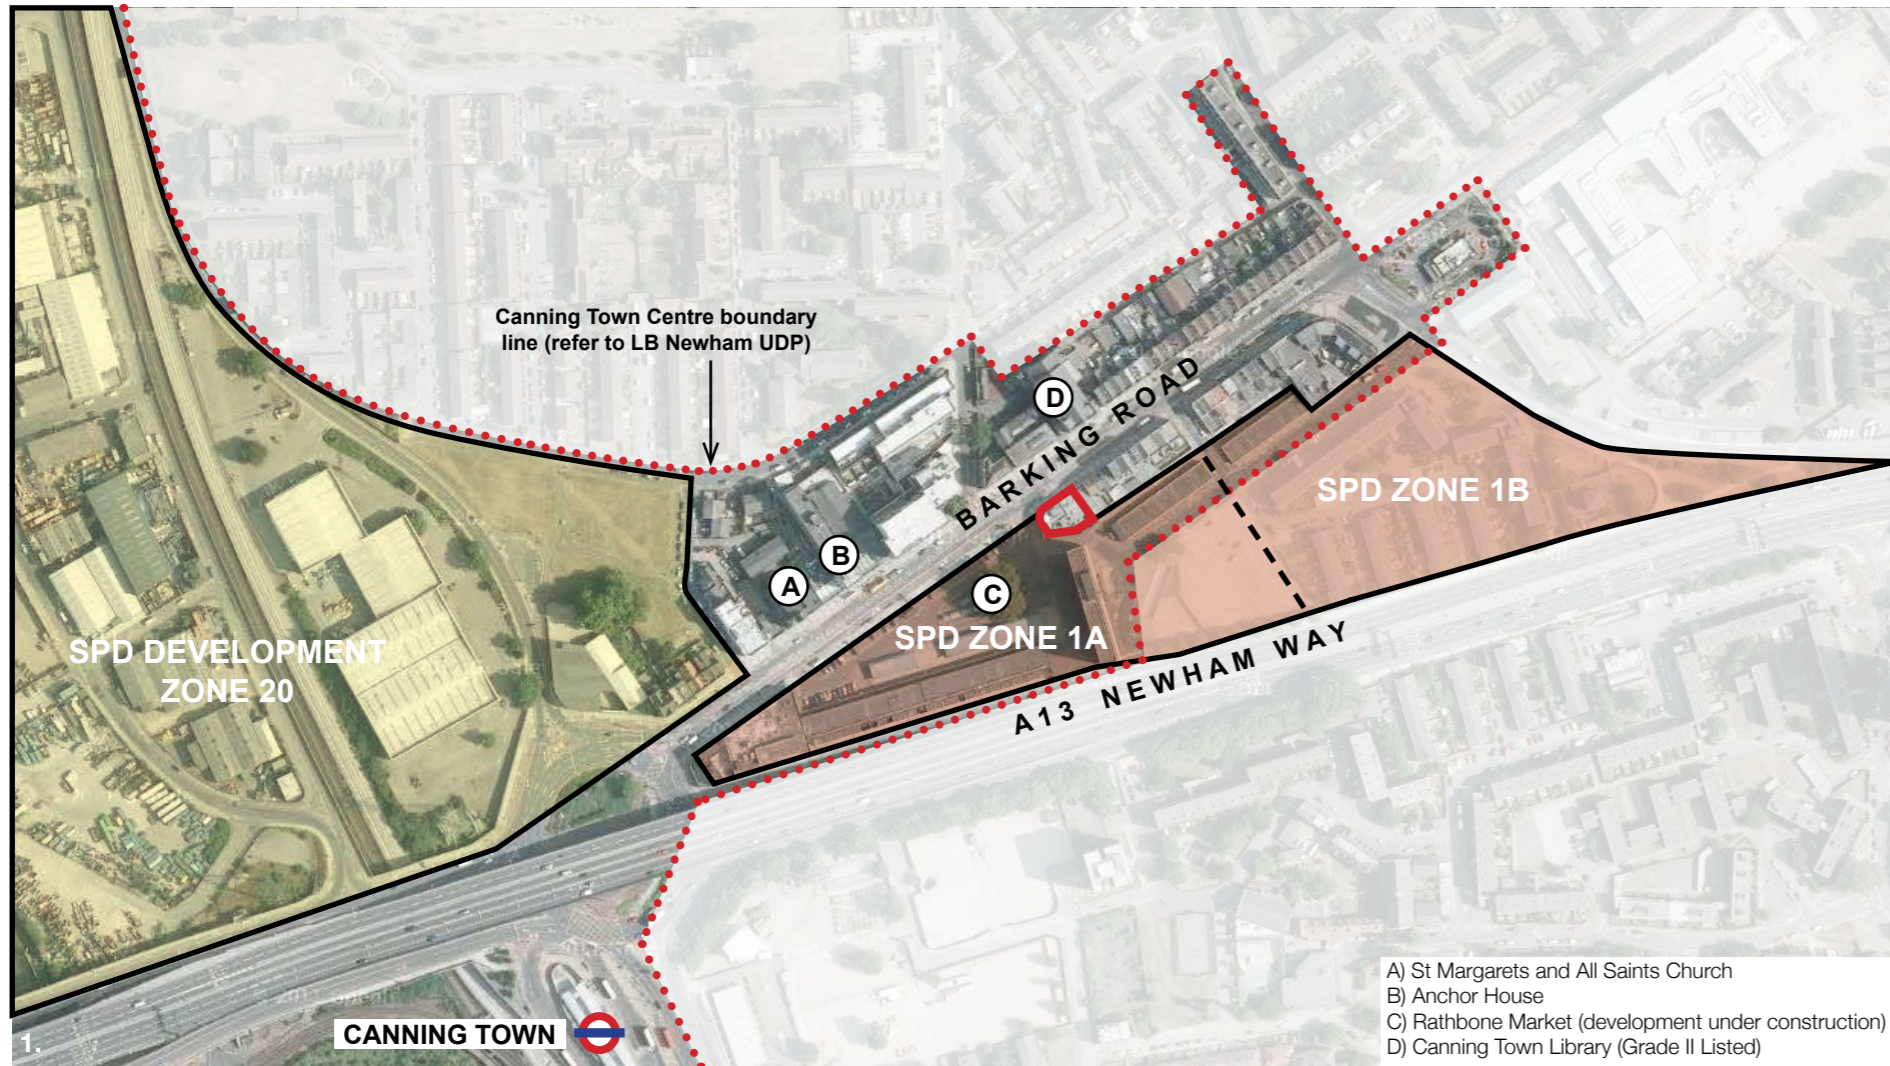 Canning Town Centre boundary
line (refer to LB Newham UDP)
D
BARKING ROAD
SPD ZONE 1B
B
A
C
SPD ZONE 1A
SPD DEVELOPMENT
ZONE 20
A13 NEWHAM WAY
A) St Margarets and All Saints Church
B) Anchor House
C) Rathbone Market (development under construction)
D) Canning Town Library (Grade II Listed)
CANNING TOWN
1.